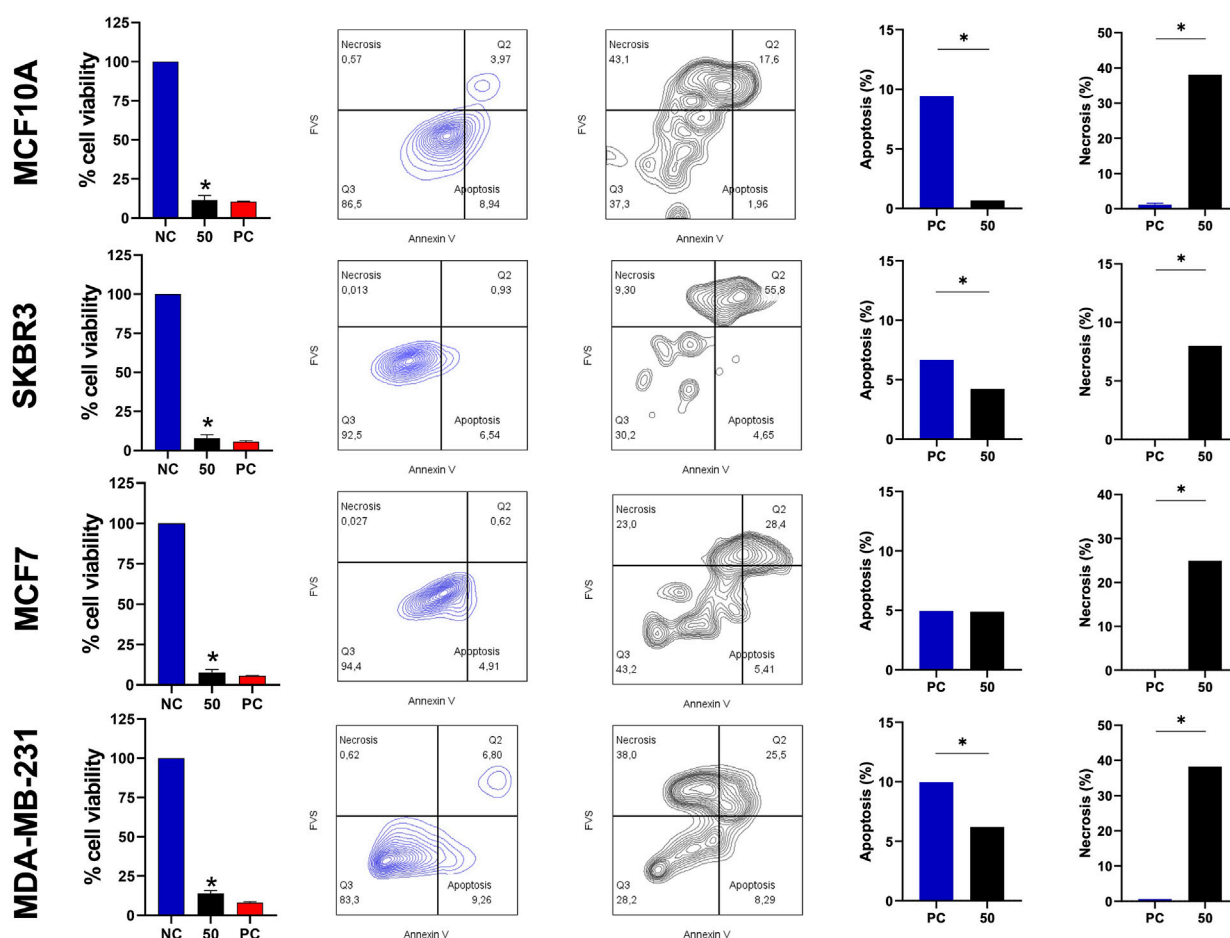 MCF10A
% cell viability
125
100
75
50
25
0
NC 50 PC
*
Necrosis
0,57
Q2
3,97
Q3
86,5
Apoptosis
8,94
FVS
Annexin V
Necrosis
43,1
Q2
17,6
Q3
37,3
Apoptosis
1,96
FVS
Annexin V
Apoptosis (%)
15
10
5
0
PC 50
*
Necrosis (%)
50
40
30
20
10
0
PC 50
*
SKBR3
% cell viability
125
100
75
50
25
0
NC 50 PC
*
Necrosis
0,013
Q2
0,93
Q3
92,5
Apoptosis
6,54
FVS
Annexin V
Necrosis
9,30
Q2
55,8
Q3
30,2
Apoptosis
4,65
FVS
Annexin V
Apoptosis (%)
15
10
5
0
PC 50
*
Necrosis (%)
15
10
5
0
PC 50
*
MCF7
% cell viability
125
100
75
50
25
0
NC 50 PC
*
Necrosis
0,027
Q2
0,62
Q3
94,4
Apoptosis
4,91
FVS
Annexin V
Necrosis
23,0
Q2
28,4
Q3
43,2
Apoptosis
5,41
FVS
Annexin V
Apoptosis (%)
15
10
5
0
PC 50
Necrosis (%)
40
30
20
10
0
PC 50
*
MDA-MB-231
% cell viability
125
100
75
50
25
0
NC 50 PC
*
Necrosis
0,62
Q2
6,80
Q3
83,3
Apoptosis
9,26
FVS
Annexin V
Necrosis
38,0
Q2
25,5
Q3
28,2
Apoptosis
8,29
FVS
Annexin V
Apoptosis (%)
15
10
5
0
PC 50
*
Necrosis (%)
50
40
30
20
10
0
PC 50
*